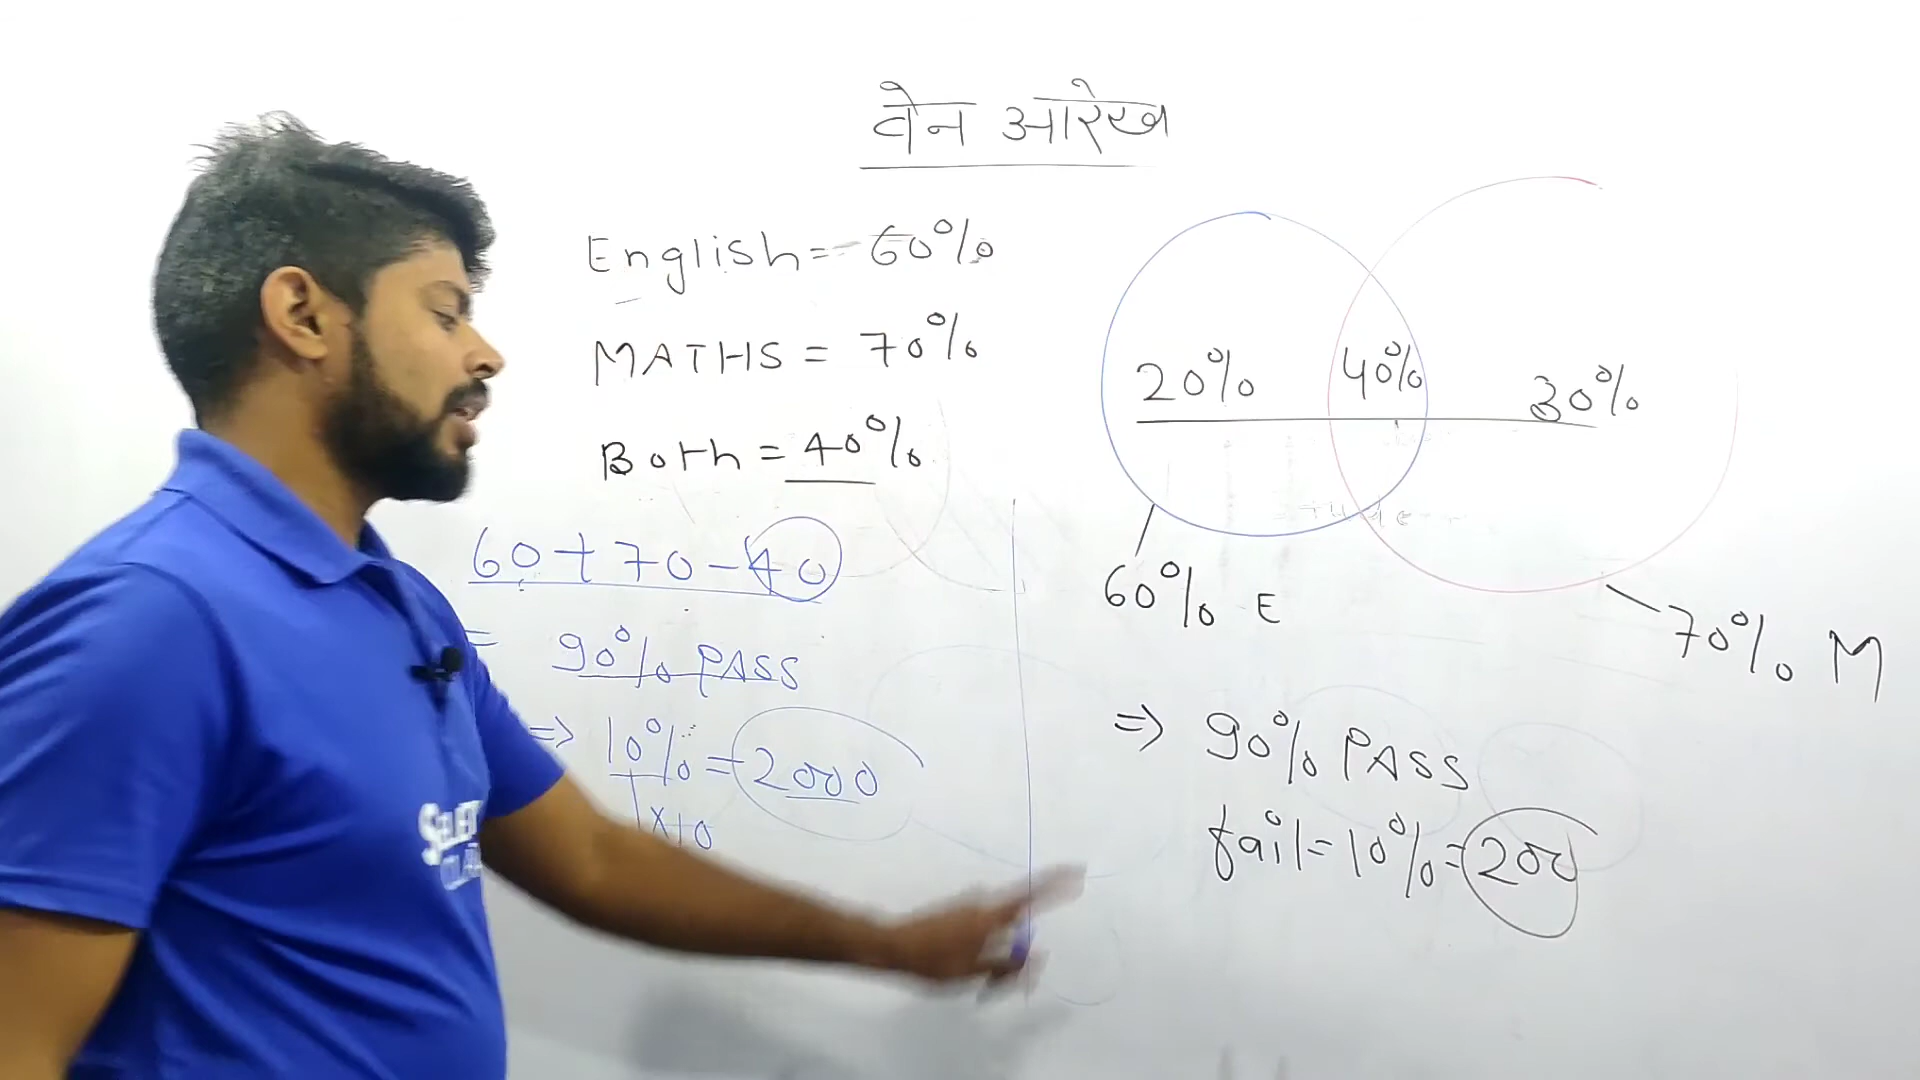 वेन आरेख
English = 60%
MATHS = 70%
Both = 40%
60 + 70 - 40
= 90% PASS
⇒ 10% = 2000
×10
20% 40% 30%
60% E
70% M
⇒ 90% PASS
fail = 10% = 200